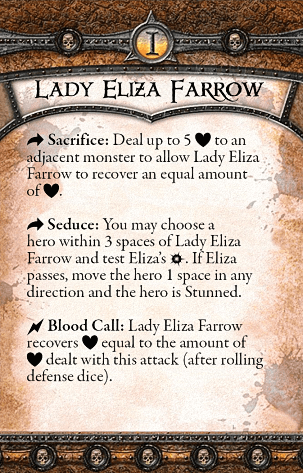 I
LADY ELIZA FARROW
Sacrifice: Deal up to 5 ♥ to an
adjacent monster to allow Lady Eliza
Farrow to recover an equal amount
of ♥.
Seduce: You may choose a
hero within 3 spaces of Lady Eliza
Farrow and test Eliza's . If Eliza
passes, move the hero 1 space in any
direction and the hero is Stunned.
Blood Call: Lady Eliza Farrow
recovers ♥ equal to the amount of
♥ dealt with this attack (after rolling
defense dice).